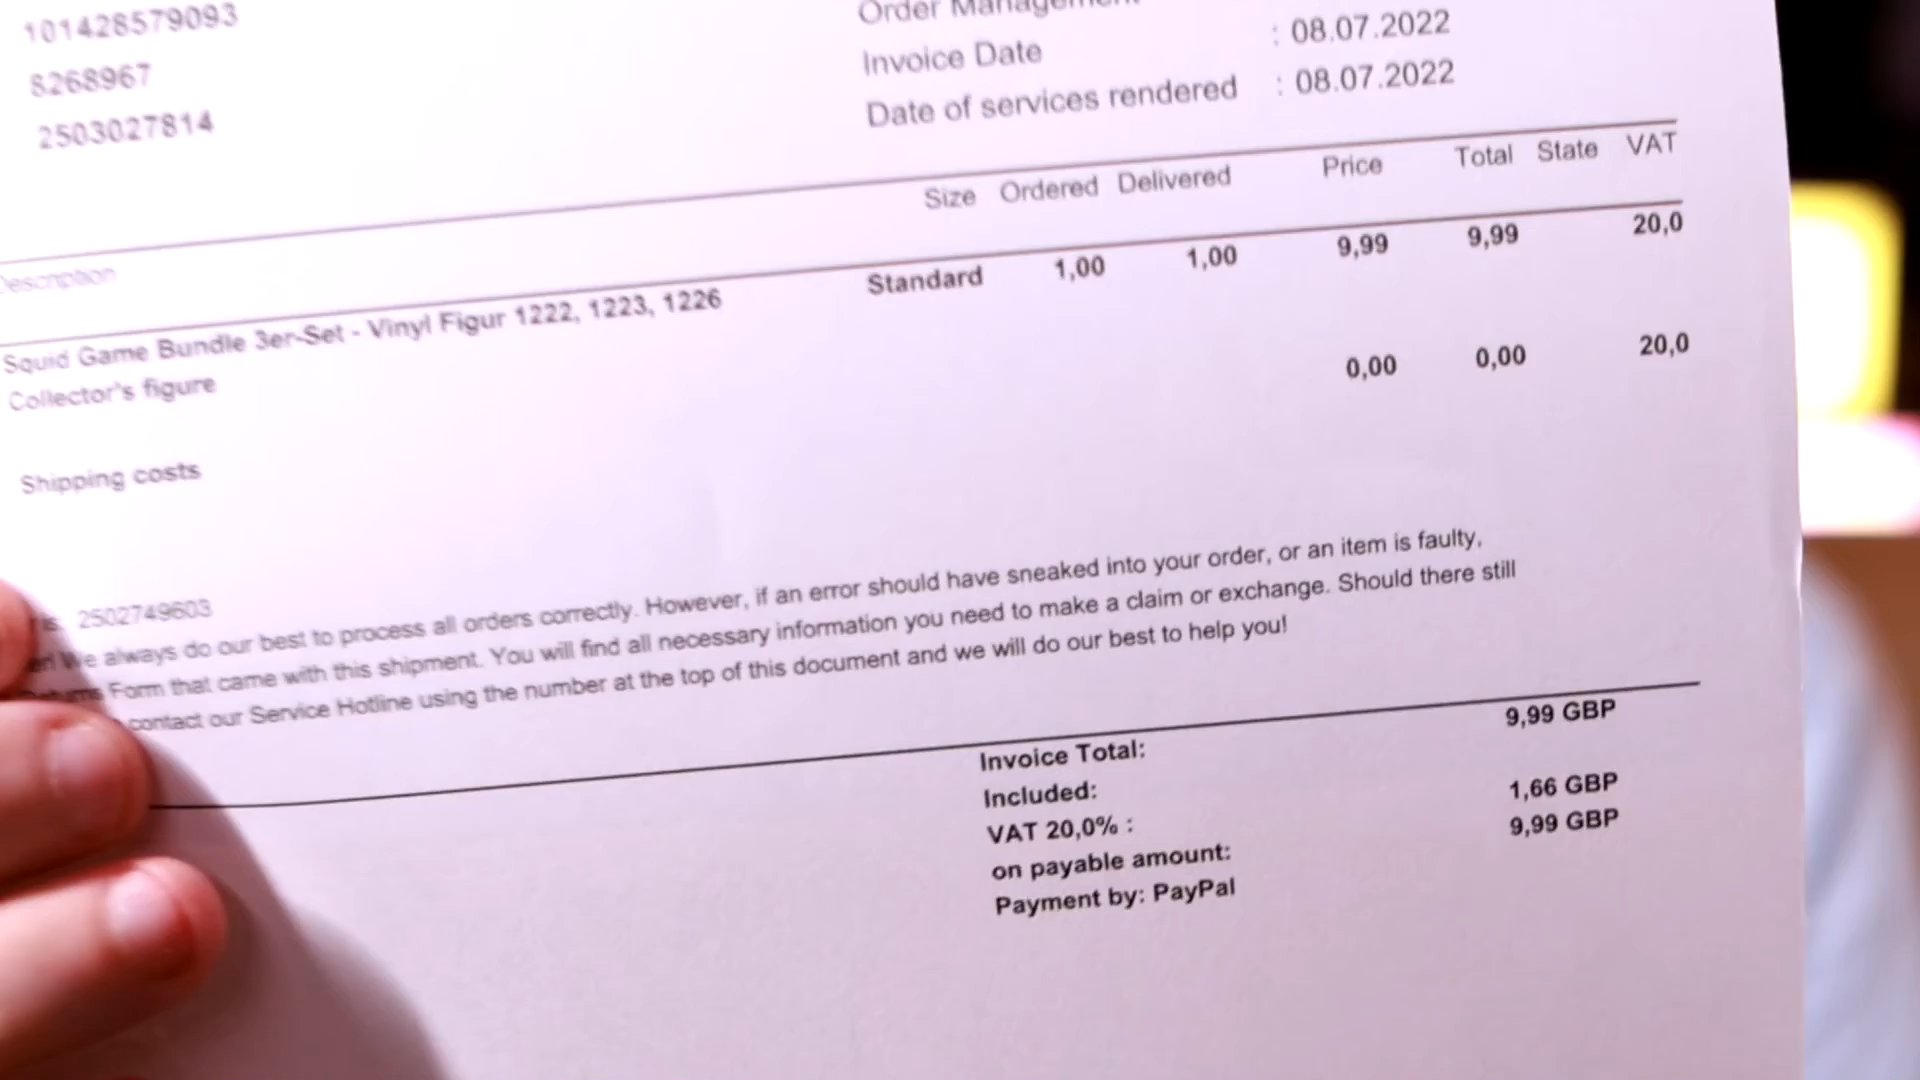 101428579093
8268967
2503027814
Order Management
Invoice Date : 08.07.2022
Date of services rendered : 08.07.2022
Description Size Ordered Delivered Price Total State VAT
Squid Game Bundle 3er-Set - Vinyl Figur 1222, 1223, 1226 Standard 1,00 1,00 9,99 9,99 20,0
Collector's figure
Shipping costs 0,00 0,00 20,0
2502749603
We always do our best to process all orders correctly. However, if an error should have sneaked into your order, or an item is faulty,
Form that came with this shipment. You will find all necessary information you need to make a claim or exchange. Should there still
contact our Service Hotline using the number at the top of this document and we will do our best to help you!
Invoice Total: 9,99 GBP
Included:
VAT 20,0% : 1,66 GBP
on payable amount: 9,99 GBP
Payment by: PayPal